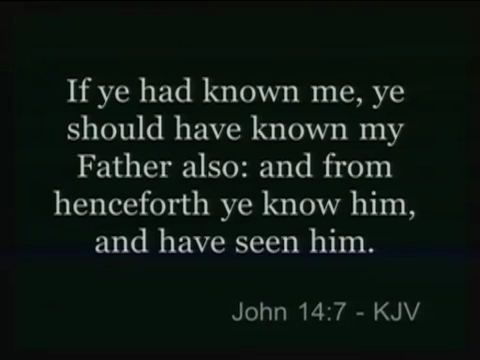 If ye had known me, ye
should have known my
Father also: and from
henceforth ye know him,
and have seen him.
John 14:7 - KJV